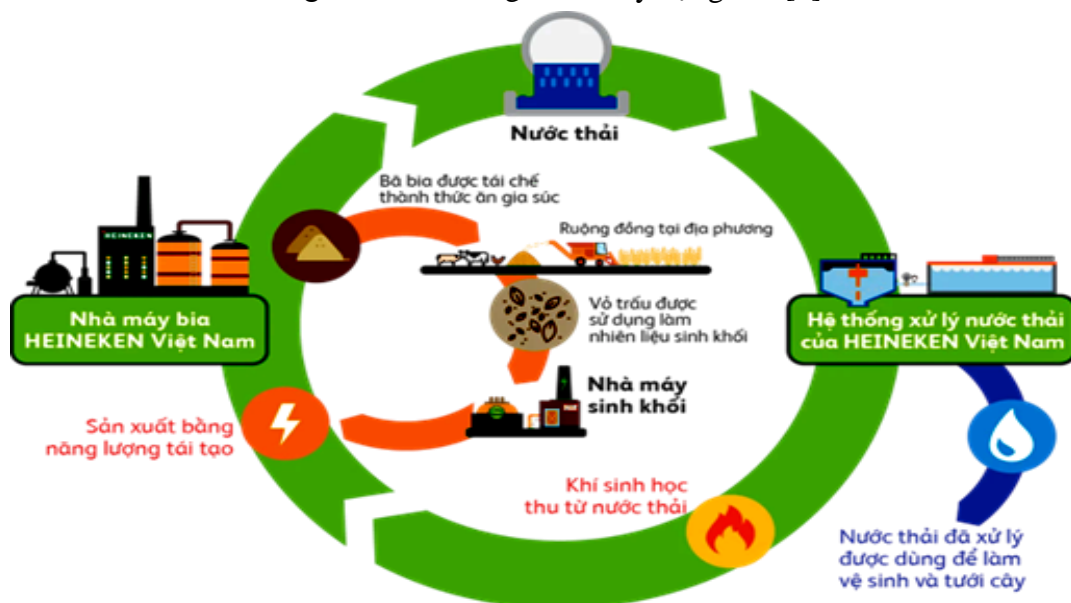 Nước thải
Bã bia được tái chế
thành thức ăn gia súc
Ruộng đồng tại địa phương
HEINEKEN
Nhà máy bia
HEINEKEN Việt Nam
Vỏ trấu được
sử dụng làm
nhiên liệu sinh khối
Hệ thống xử lý nước thải
của HEINEKEN Việt Nam
Nhà máy
sinh khối
Sản xuất bằng
năng lượng tái tạo
Khí sinh học
thu từ nước thải
Nước thải đã xử lý
được dùng để làm
vệ sinh và tưới cây